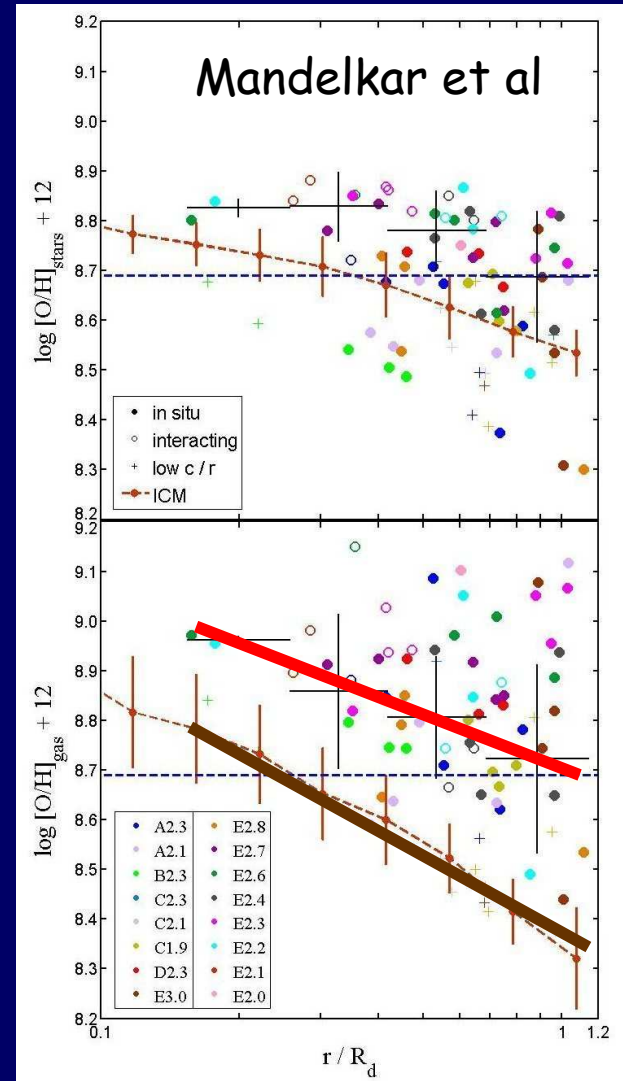 Mandelkar et al
9.2
9.1
9.0
8.9
8.8
8.7
8.6
8.5
8.4
8.3
8.2
log [O/H]stars + 12
in situ
interacting
low c / r
ICM
9.2
9.1
9.0
8.9
8.8
8.7
8.6
8.5
8.4
8.3
8.2
log [O/H]gas + 12
A2.3 E2.8
A2.1 E2.7
B2.3 E2.6
C2.3 E2.4
C2.1 E2.3
C1.9 E2.2
D2.3 E2.1
E3.0 E2.0
0.1 1 1.2
r / Rd